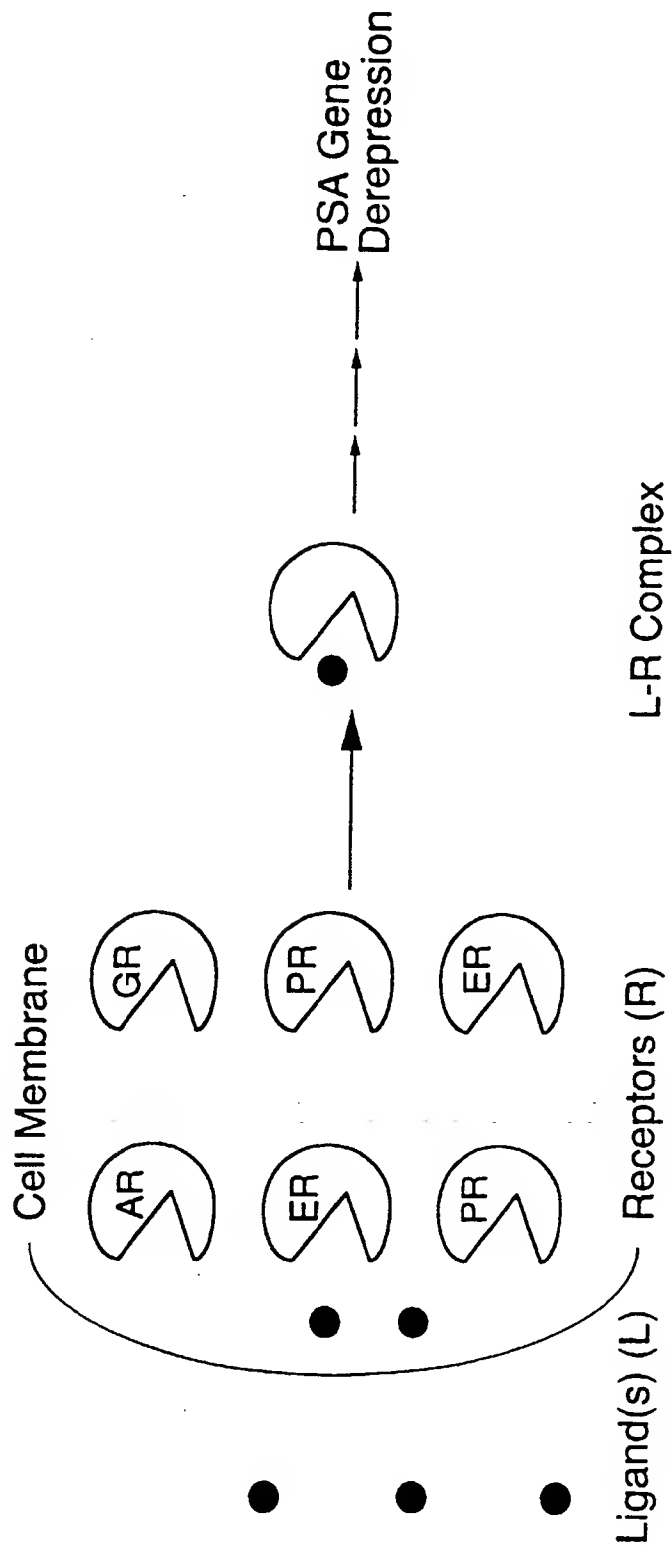 Cell Membrane
AR
GR
ER
PR
PR
ER
PSA Gene
Derepression
Ligand(s) (L)
Receptors (R)
L-R Complex